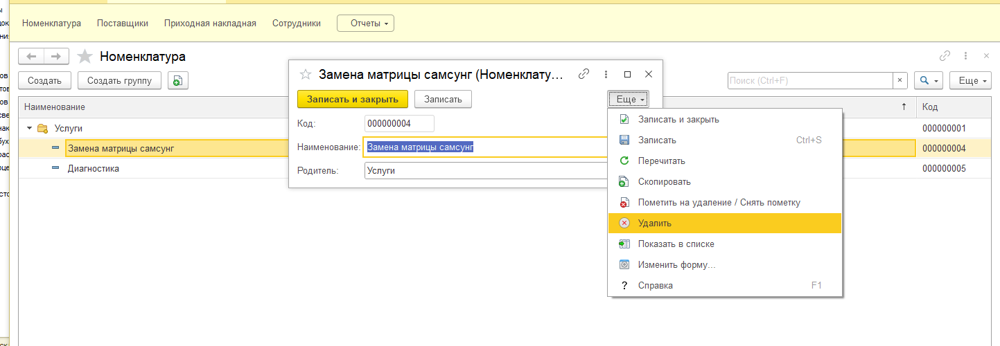 Номенклатура Поставщики Приходная накладная Сотрудники Отчеты
Номенклатура
Создать Создать группу Поиск (Ctrl+F) × Еще
Наименование Код
Услуги 000000001
Замена матрицы самсунг 000000004
Диагностика 000000005
Замена матрицы самсунг (Номенклату...
Записать и закрыть Записать Еще
Код: 000000004
Наименование: Замена матрицы самсунг
Родитель: Услуги
Записать и закрыть
Записать Ctrl+S
Перечитать
Скопировать
Пометить на удаление / Снять пометку
Удалить
Показать в списке
Изменить форму...
? Справка F1